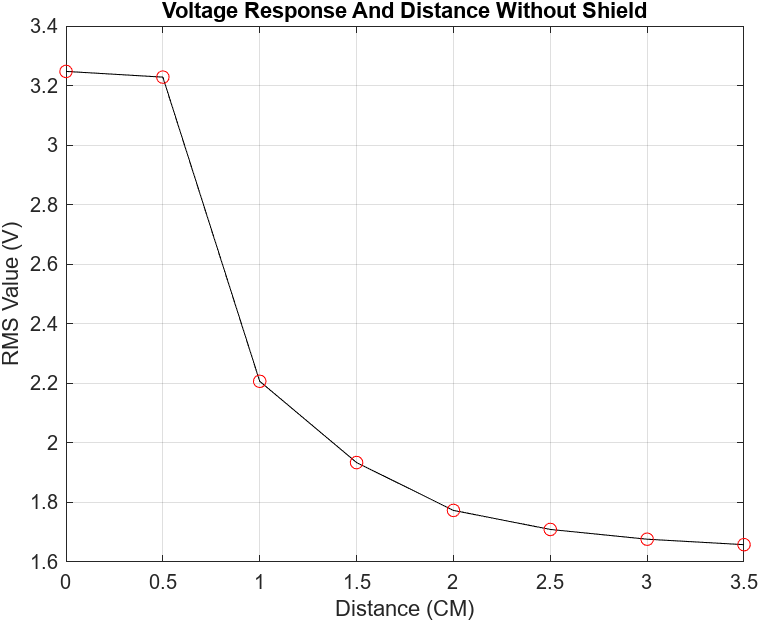 Voltage Response And Distance Without Shield
3.4
3.2
3
2.8
2.6
2.4
2.2
2
1.8
1.6
RMS Value (V)
0 0.5 1 1.5 2 2.5 3 3.5
Distance (CM)